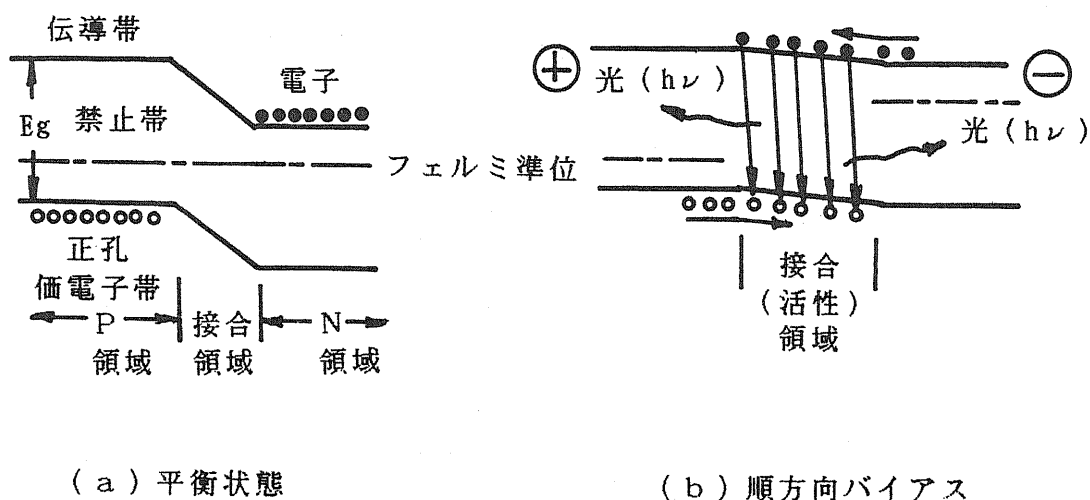 伝導帯
電子
Eg
禁止帯
フェルミ準位
正孔
価電子帯
P
領域
接合
領域
N
領域
(a)平衡状態
+
−
光(hν)
光(hν)
接合
(活性)
領域
(b)順方向バイアス